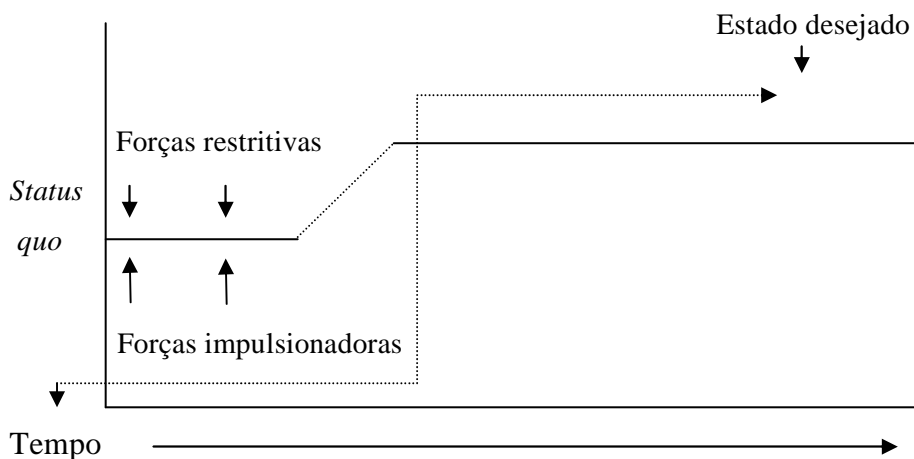 Estado desejado
Forças restritivas
Status
quo
Forças impulsionadoras
Tempo